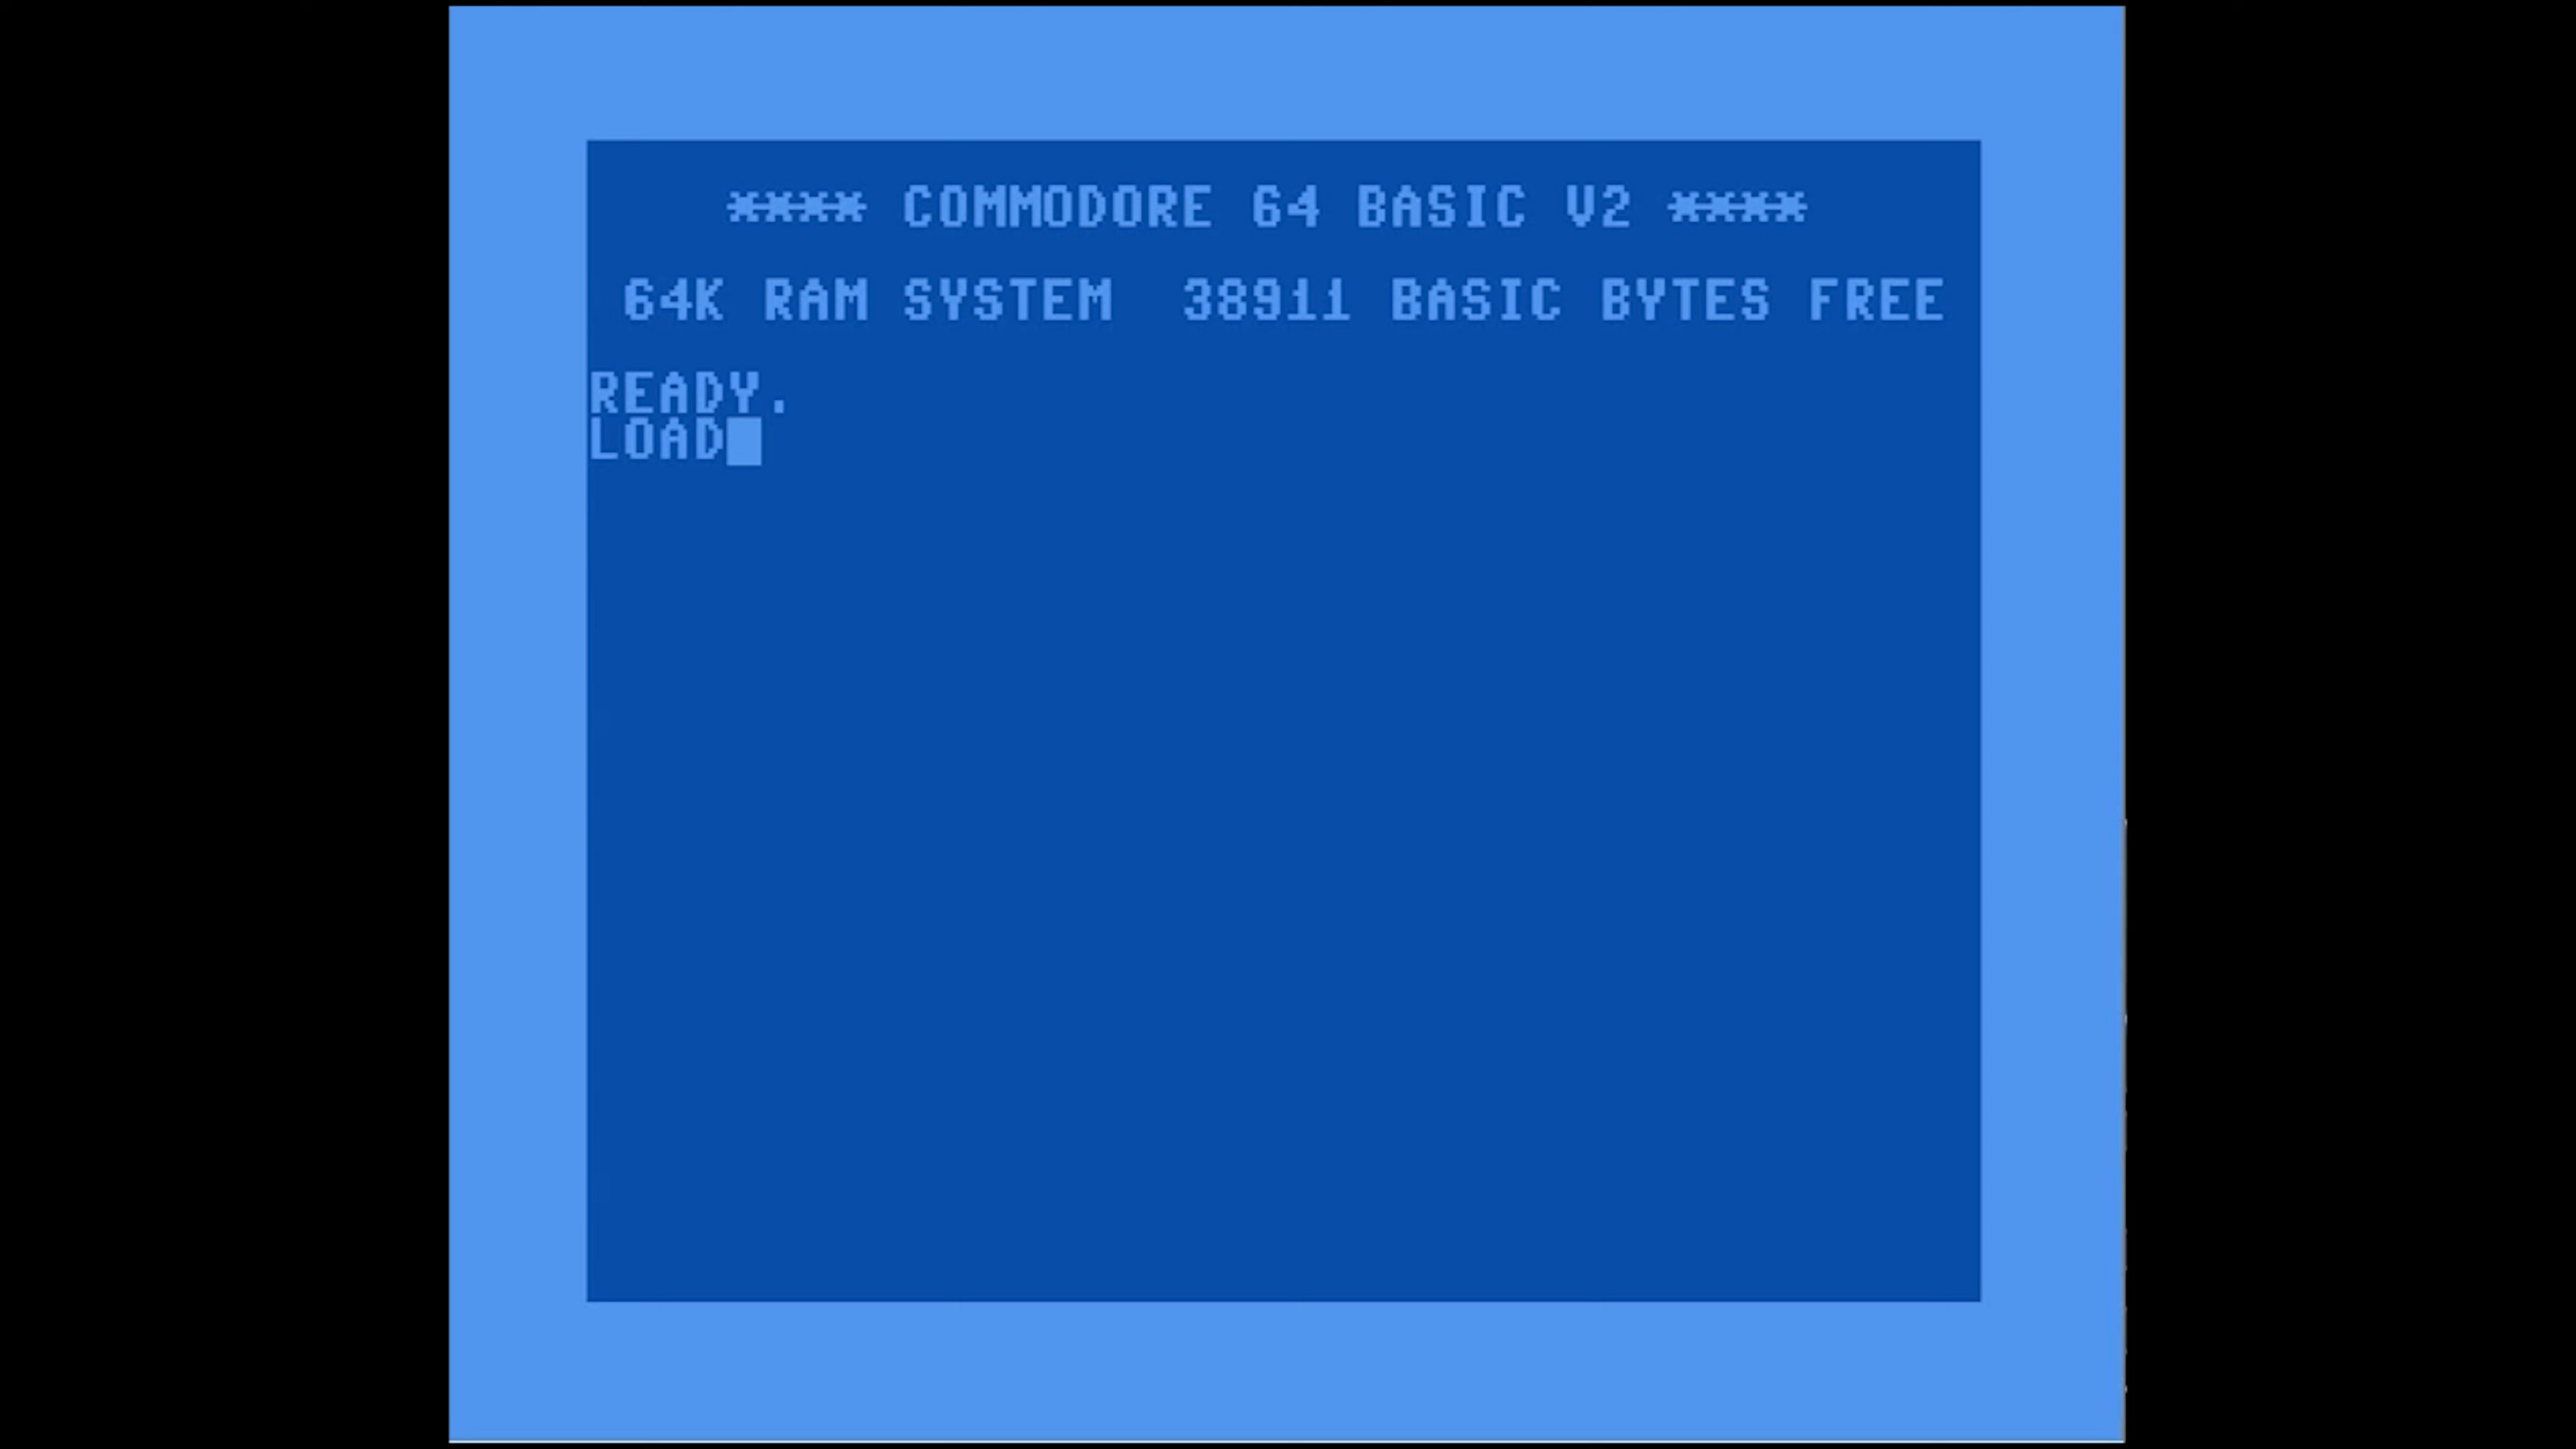 **** COMMODORE 64 BASIC V2 ****
64K RAM SYSTEM  38911 BASIC BYTES FREE
READY.
LOAD